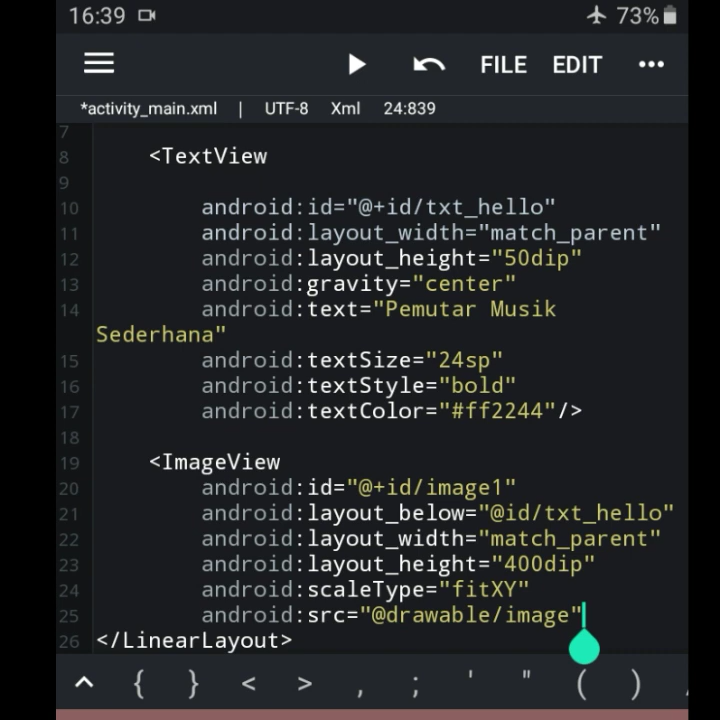 16:39 73%
FILE EDIT
*activity_main.xml | UTF-8 Xml 24:839
7
8 <TextView
9
10 android:id="@+id/txt_hello"
11 android:layout_width="match_parent"
12 android:layout_height="50dip"
13 android:gravity="center"
14 android:text="Pemutar Musik
Sederhana"
15 android:textSize="24sp"
16 android:textStyle="bold"
17 android:textColor="#ff2244"/>
18
19 <ImageView
20 android:id="@+id/image1"
21 android:layout_below="@id/txt_hello"
22 android:layout_width="match_parent"
23 android:layout_height="400dip"
24 android:scaleType="fitXY"
25 android:src="@drawable/image"
26 </LinearLayout>
{ } < > , ; ' " ( )